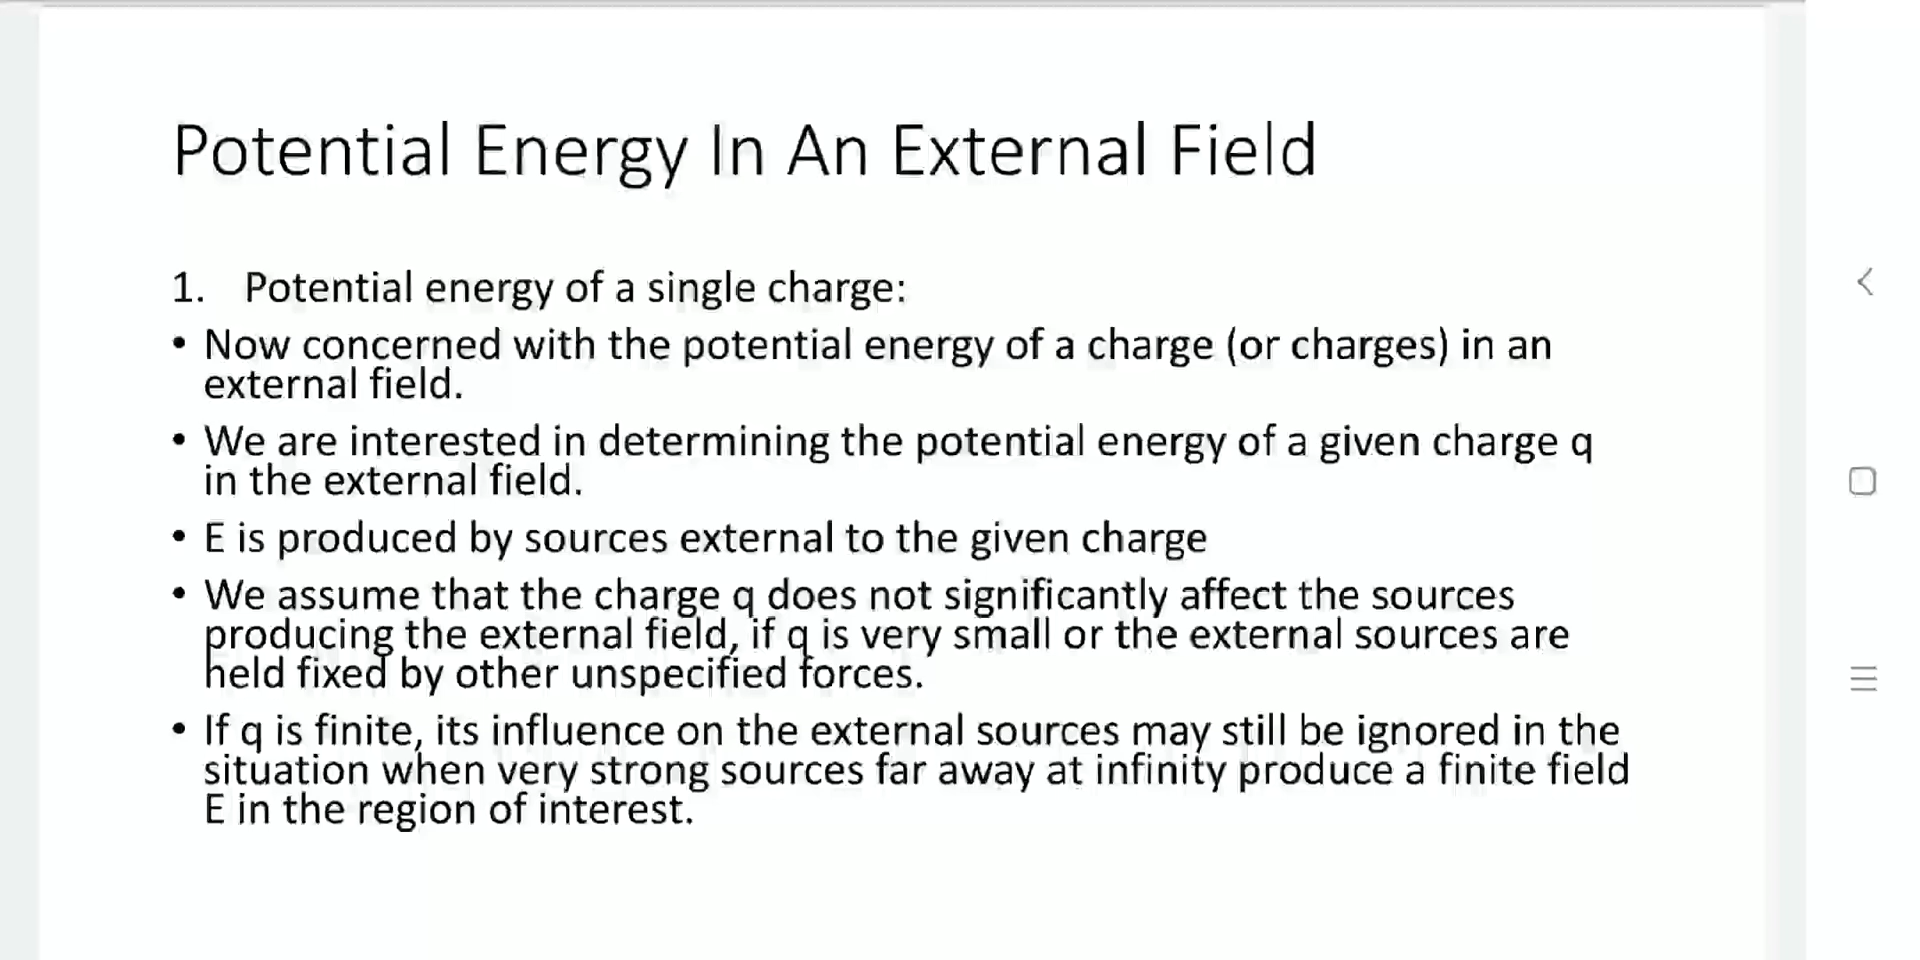 Potential Energy In An External Field
1. Potential energy of a single charge:
• Now concerned with the potential energy of a charge (or charges) in an
external field.
• We are interested in determining the potential energy of a given charge q
in the external field.
• E is produced by sources external to the given charge
• We assume that the charge q does not significantly affect the sources
producing the external field, if q is very small or the external sources are
held fixed by other unspecified forces.
• If q is finite, its influence on the external sources may still be ignored in the
situation when very strong sources far away at infinity produce a finite field
E in the region of interest.